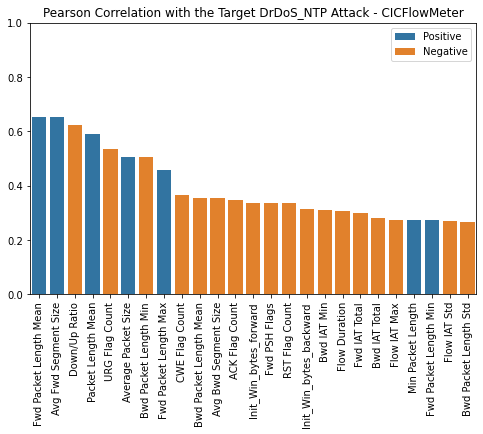 Pearson Correlation with the Target DrDoS_NTP Attack - CICFlowMeter
Positive
Negative
1.0
0.8
0.6
0.4
0.2
0.0
Fwd Packet Length Mean
Avg Fwd Segment Size
Down/Up Ratio
Packet Length Mean
URG Flag Count
Average Packet Size
Bwd Packet Length Min
Fwd Packet Length Max
CWE Flag Count
Bwd Packet Length Mean
Avg Bwd Segment Size
ACK Flag Count
Init_Win_bytes_forward
Fwd PSH Flags
RST Flag Count
Init_Win_bytes_backward
Bwd IAT Min
Flow Duration
Fwd IAT Total
Bwd IAT Total
Flow IAT Max
Min Packet Length
Fwd Packet Length Min
Flow IAT Std
Bwd Packet Length Std